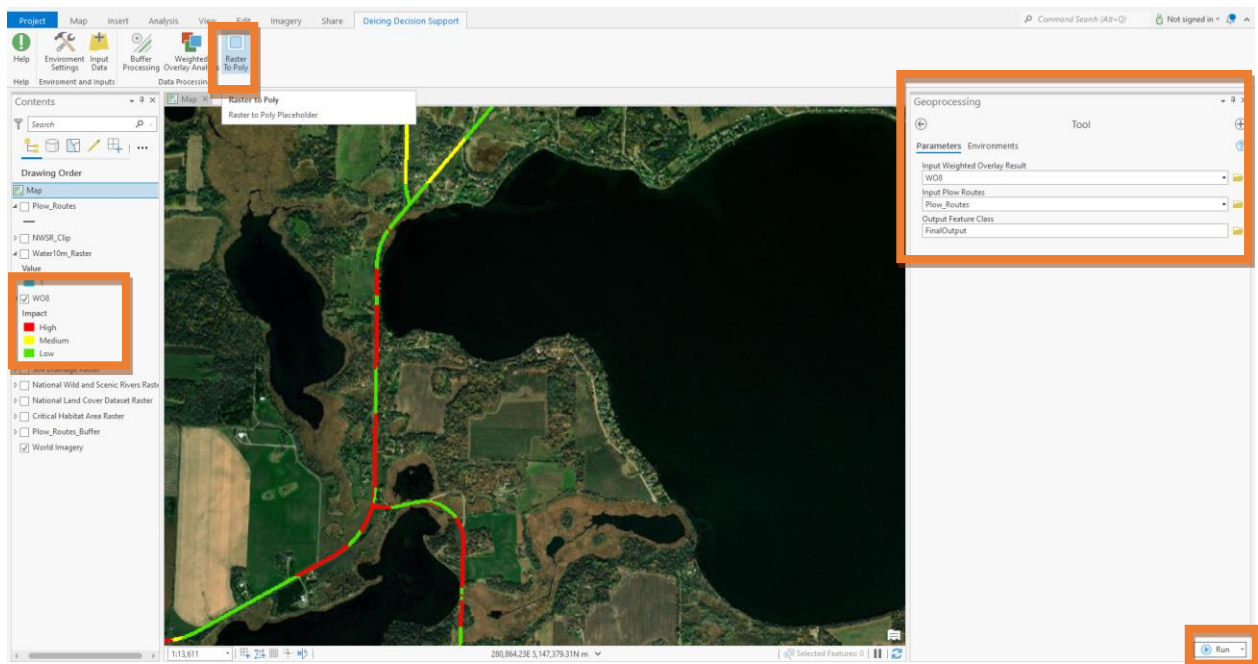 Project Map Insert Analysis View Edit Imagery Share Deicing Decision Support
Command Search (Alt+Q) Not signed in
Help Enviroment Settings Input Data Buffer Processing Weighted Overlay Analysis Raster To Poly
Help Enviroment and Inputs Data Processing
Contents
Map
Raster to Poly
Raster to Poly Placeholder
Search
Drawing Order
Map
Plow_Routes
NWSR_Clip
Water10m_Raster
Value
1
WO8
Impact
High
Medium
Low
Soil Drainage Raster
National Wild and Scenic Rivers Raste
National Land Cover Dataset Raster
Critical Habitat Area Raster
Plow_Routes_Buffer
World Imagery
1:13,611
280,864.23E 5,147,379.31N m
Selected Features: 0
Geoprocessing
Tool
Parameters Environments
Input Weighted Overlay Result
WO8
Input Plow Routes
Plow_Routes
Output Feature Class
FinalOutput
Run